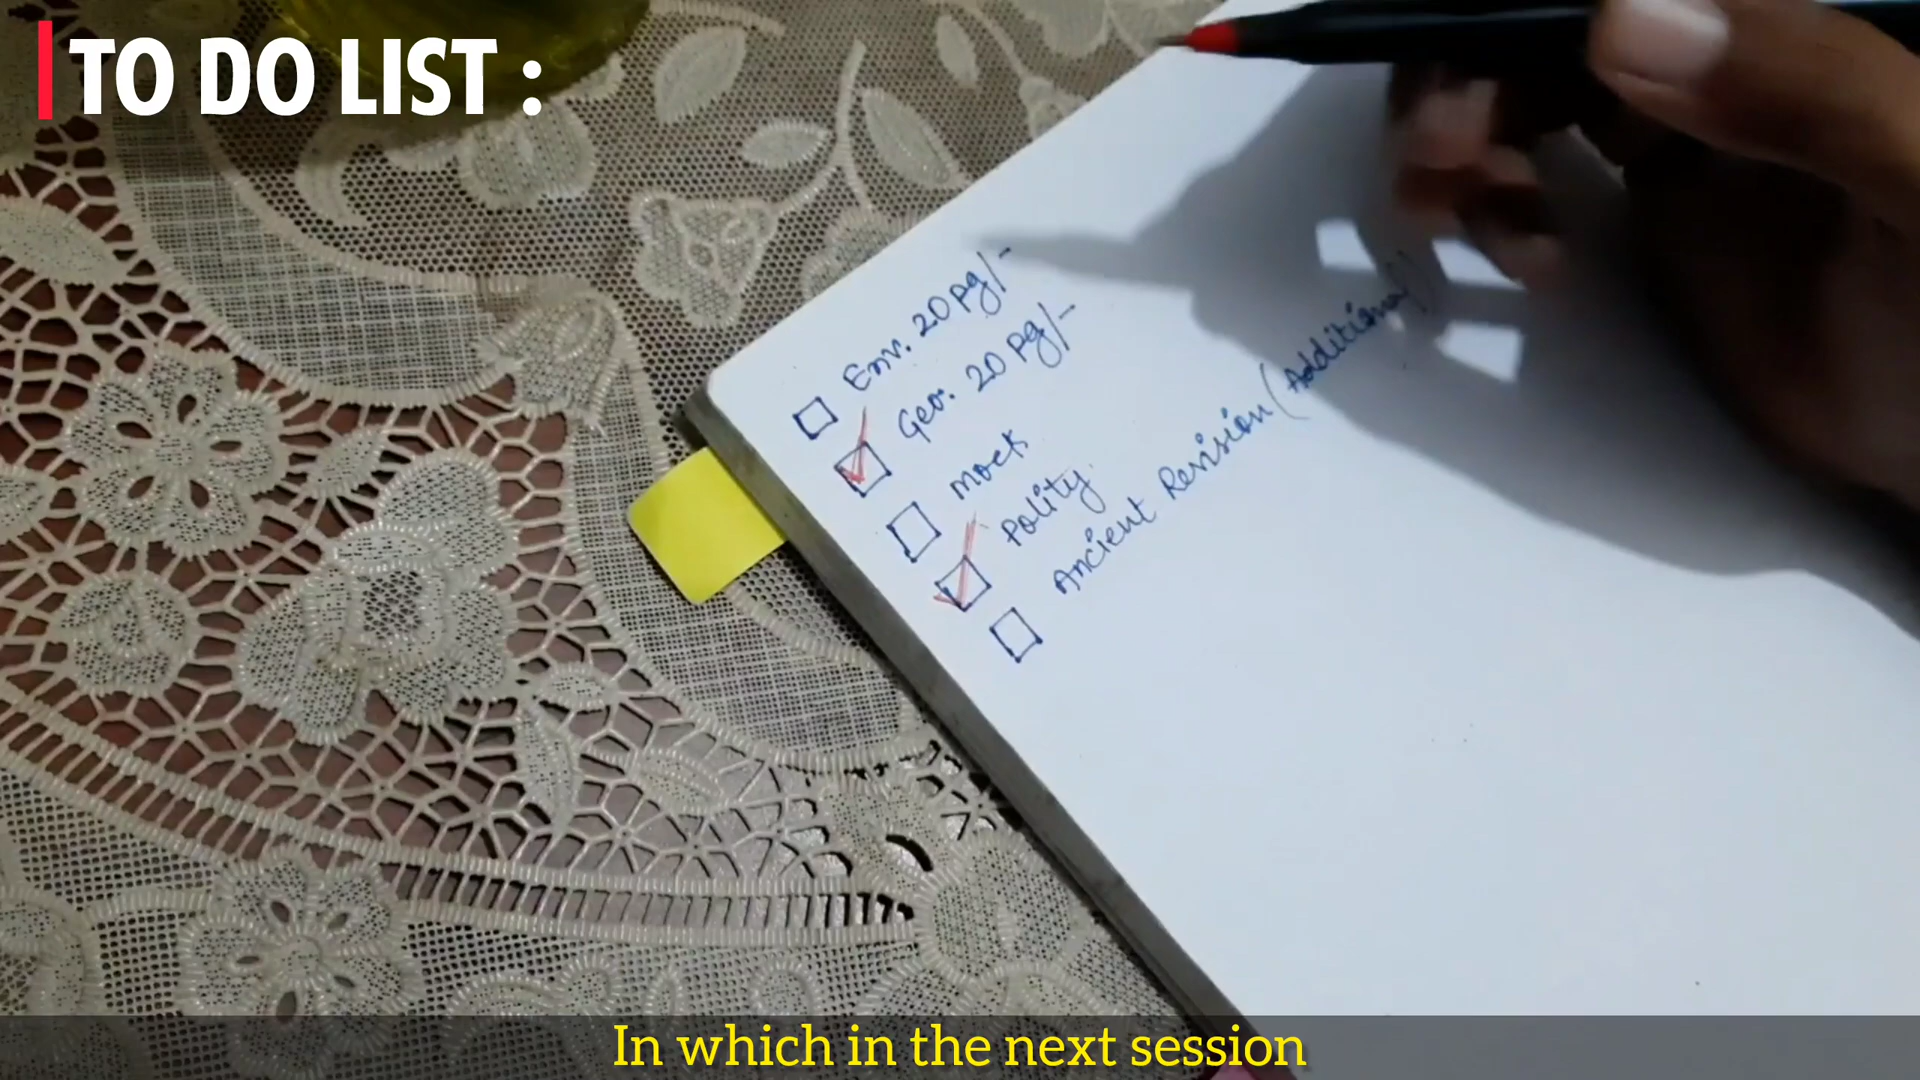 TO DO LIST :
Env. 20 pg/-
Geo. 20 pg/-
Mock
Polity.
Ancient Revision (Additional)
In which in the next session